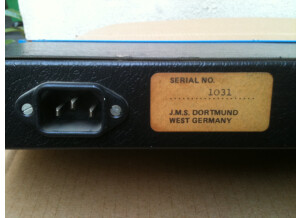 SERIAL NO.
1031
J.M.S. DORTMUND
WEST GERMANY